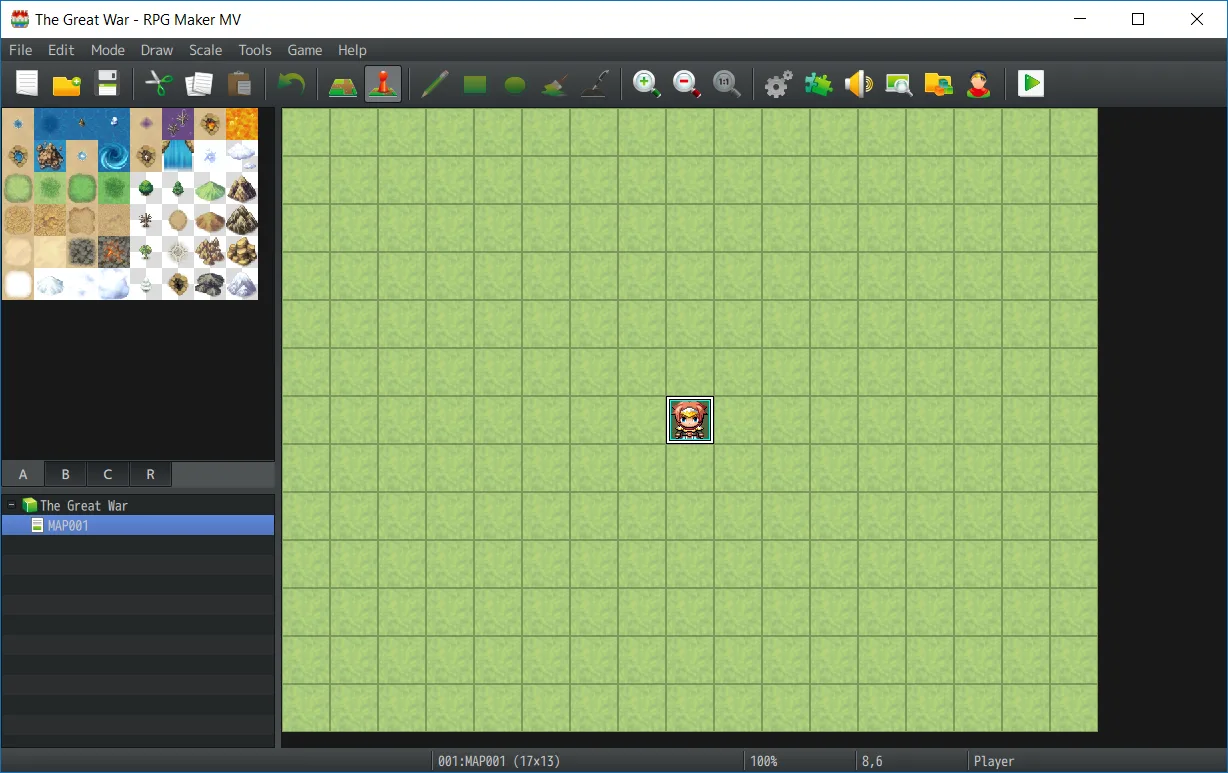 The Great War - RPG Maker MV
File Edit Mode Draw Scale Tools Game Help
1:1
A B C R
The Great War
MAP001
001:MAP001 (17x13) 100% 8,6 Player